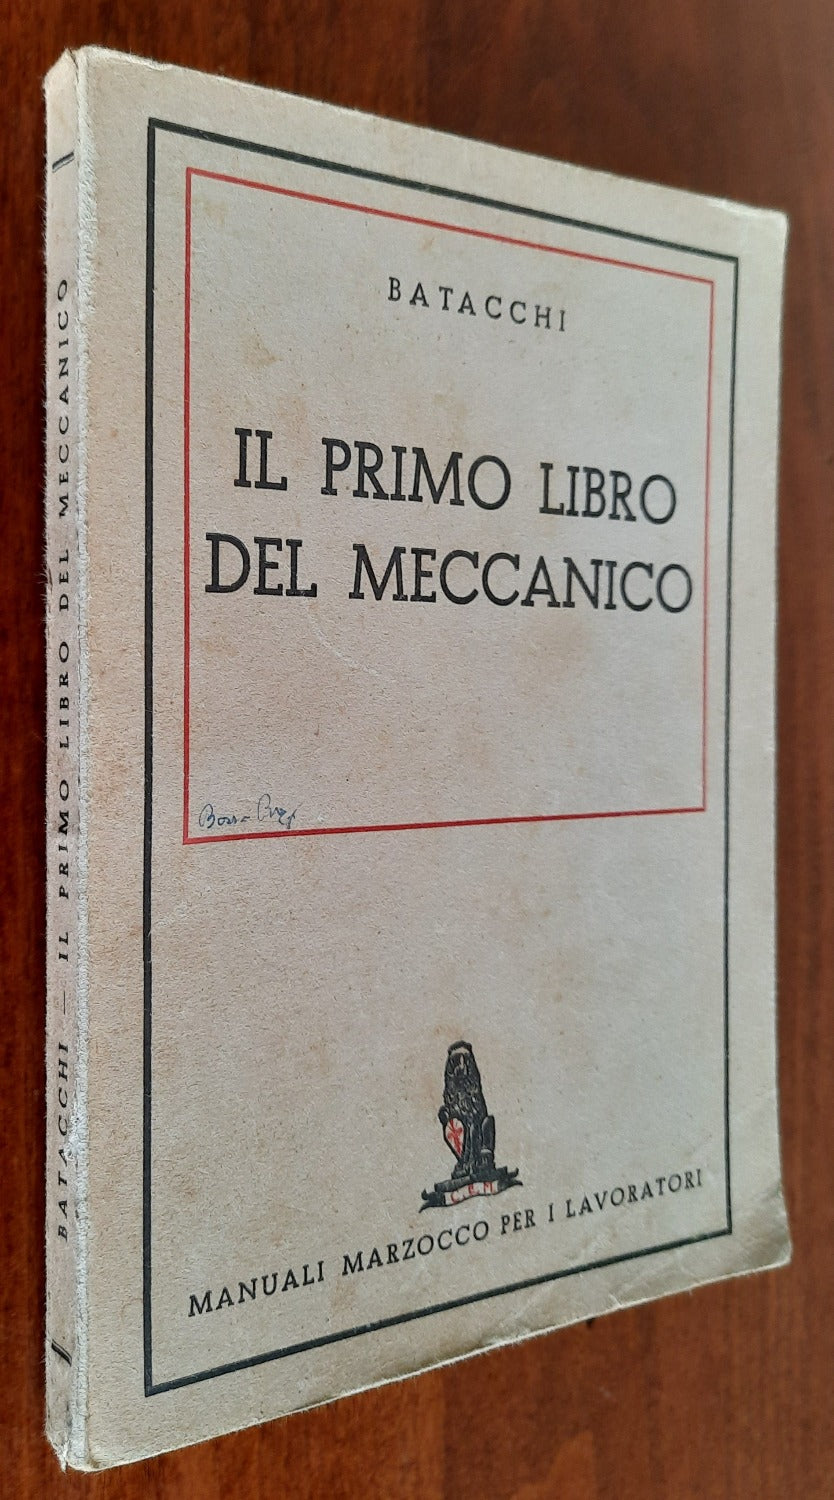 BATACCHI — IL PRIMO LIBRO DEL MECCANICO
BATACCHI
IL PRIMO LIBRO
DEL MECCANICO
C.E.M.
MANUALI MARZOCCO PER I LAVORATORI